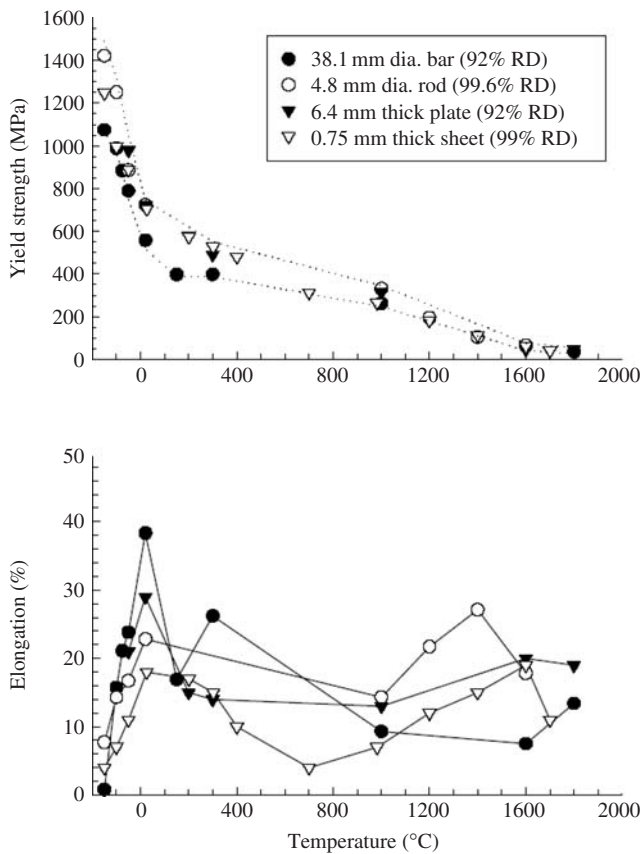 1600
1400
1200
1000
800
600
400
200
0
Yield strength (MPa)
38.1 mm dia. bar (92% RD)
4.8 mm dia. rod (99.6% RD)
6.4 mm thick plate (92% RD)
0.75 mm thick sheet (99% RD)
0 400 800 1200 1600 2000
50
40
30
20
10
0
Elongation (%)
0 400 800 1200 1600 2000
Temperature (°C)